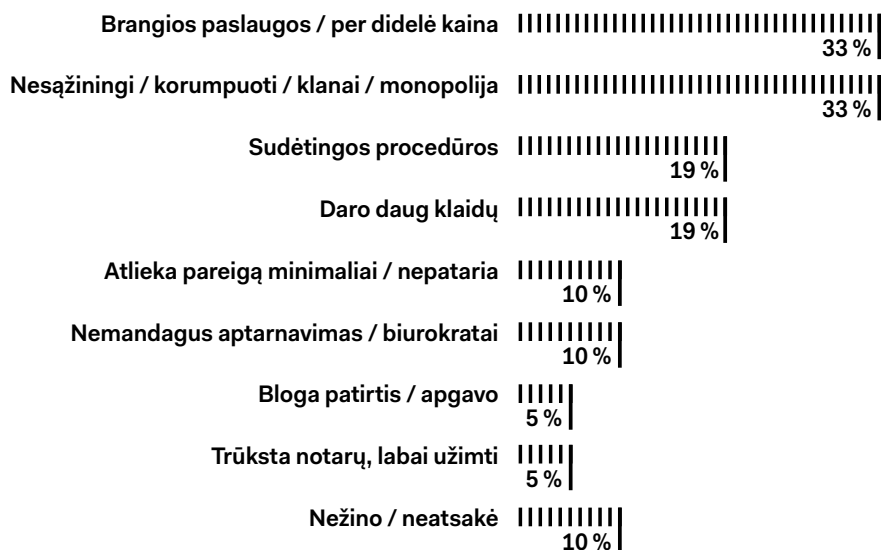 Brangios paslaugos / per didelė kaina
33 %
Nesąžiningi / korumpuoti / klanai / monopolija
33 %
Sudėtingos procedūros
19 %
Daro daug klaidų
19 %
Atlieka pareigą minimaliai / nepataria
10 %
Nemandagus aptarnavimas / biurokratai
10 %
Bloga patirtis / apgavo
5 %
Trūksta notarų, labai užimti
5 %
Nežino / neatsakė
10 %